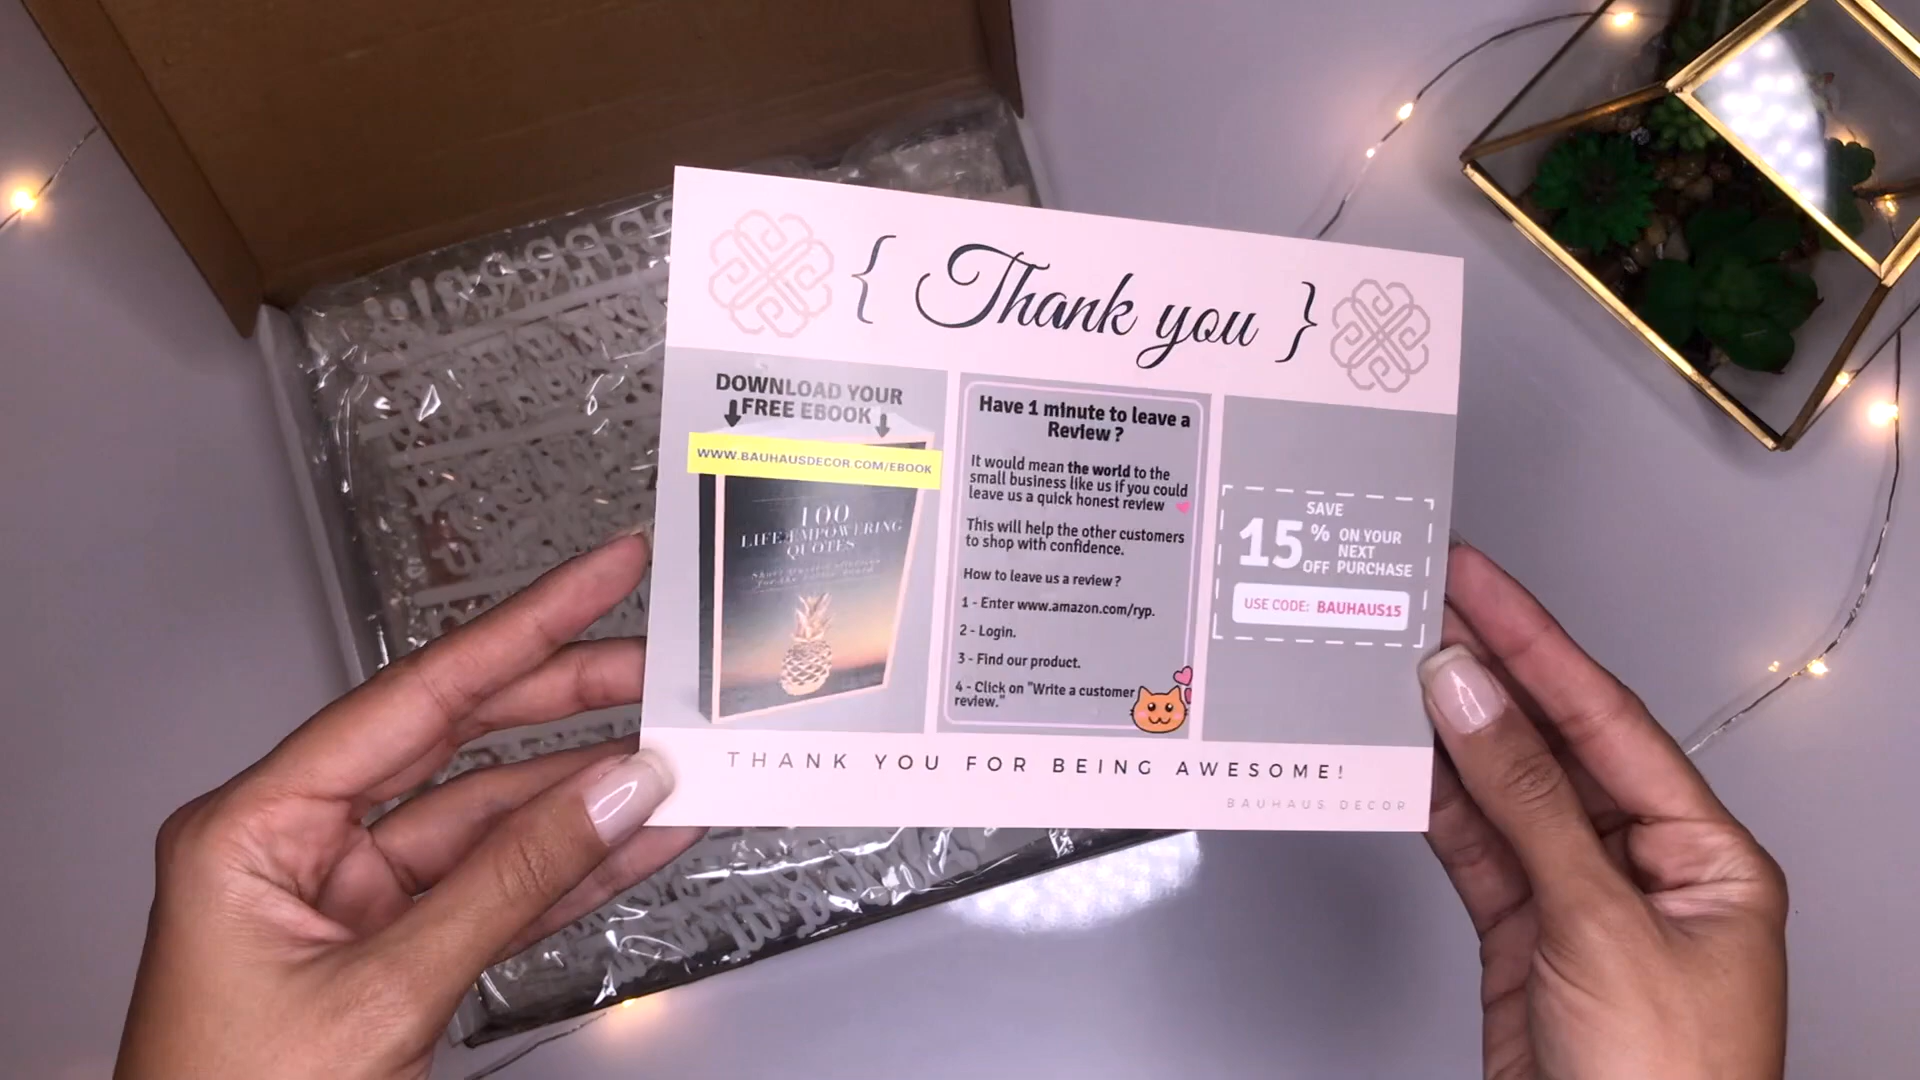 { Thank you }
DOWNLOAD YOUR
FREE EBOOK
WWW.BAUHAUSDECOR.COM/EBOOK
100
LIFE EMPOWERING
QUOTES
Have 1 minute to leave a
Review ?
It would mean the world to the
small business like us if you could
leave us a quick honest review
This will help the other customers
to shop with confidence.
How to leave us a review ?
1 - Enter www.amazon.com/ryp.
2 - Login.
3 - Find our product.
4 - Click on "Write a customer
review."
SAVE
15% OFF ON YOUR
NEXT
PURCHASE
USE CODE: BAUHAUS15
THANK YOU FOR BEING AWESOME!
BAUHAUS DECOR